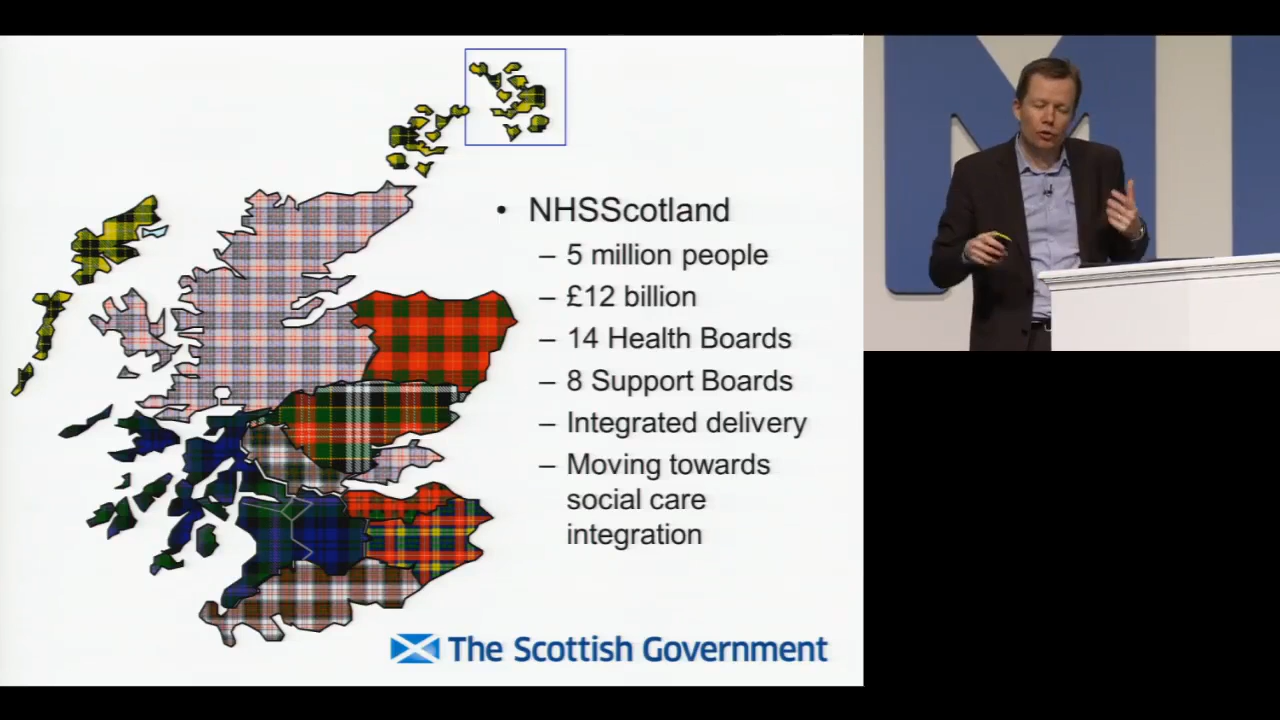 • NHSScotland
– 5 million people
– £12 billion
– 14 Health Boards
– 8 Support Boards
– Integrated delivery
– Moving towards
social care
integration
The Scottish Government